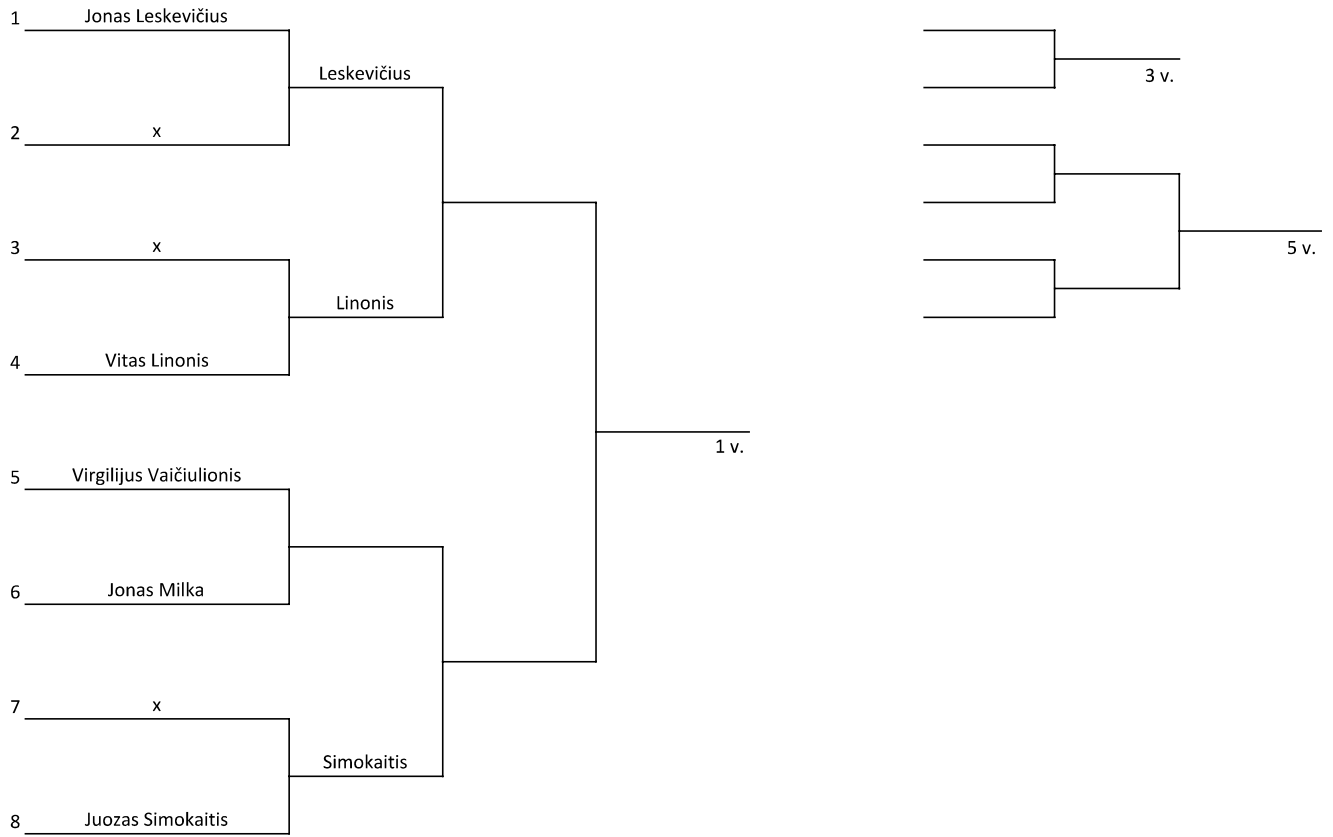 1 Jonas Leskevičius
Leskevičius
3 v.
2 x
3 x
5 v.
Linonis
4 Vitas Linonis
1 v.
5 Virgilijus Vaičiulionis
6 Jonas Milka
7 x
Simokaitis
8 Juozas Simokaitis